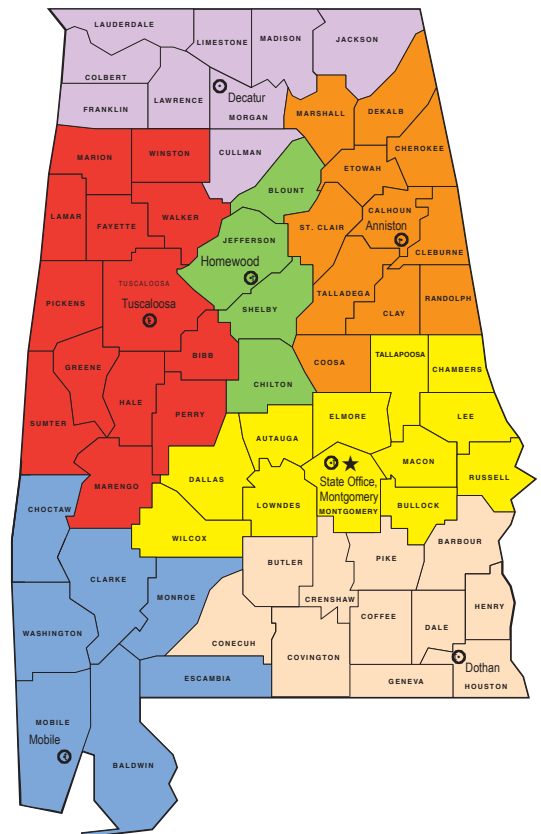 LAUDERDALE
LIMESTONE
MADISON
JACKSON
COLBERT
FRANKLIN
LAWRENCE
Decatur
MORGAN
MARSHALL
DEKALB
CHEROKEE
MARION
WINSTON
CULLMAN
ETOWAH
BLOUNT
LAMAR
FAYETTE
WALKER
JEFFERSON
ST. CLAIR
CALHOUN
Anniston
CLEBURNE
Homewood
TUSCALOOSA
Tuscaloosa
PICKENS
SHELBY
TALLADEGA
CLAY
RANDOLPH
GREENE
BIBB
COOSA
TALLAPOOSA
CHAMBERS
HALE
CHILTON
SUMTER
PERRY
AUTAUGA
ELMORE
LEE
MARENGO
DALLAS
MACON
RUSSELL
State Office,
Montgomery
MONTGOMERY
LOWNDES
BULLOCK
CHOCTAW
WILCOX
BARBOUR
BUTLER
PIKE
CLARKE
MONROE
CRENSHAW
COFFEE
HENRY
WASHINGTON
CONECUH
COVINGTON
DALE
Dothan
HOUSTON
ESCAMBIA
GENEVA
MOBILE
Mobile
BALDWIN